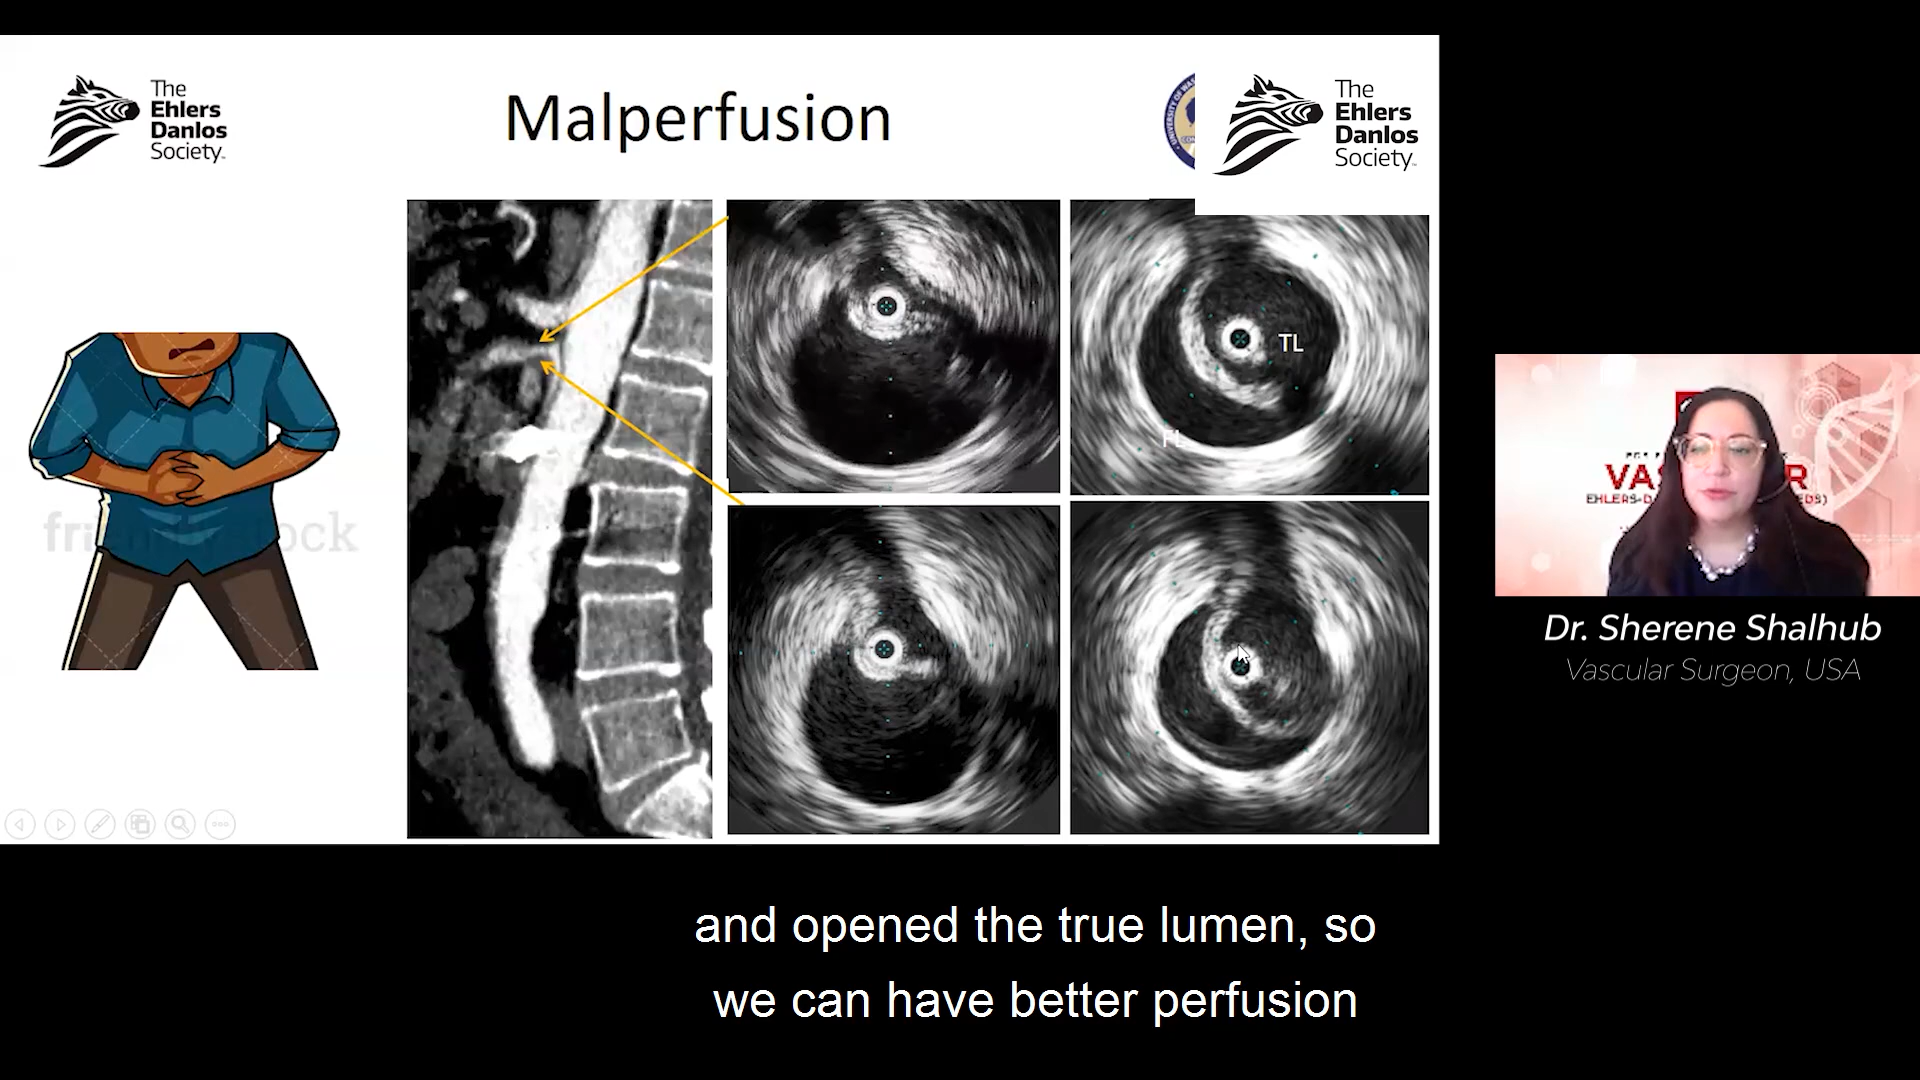 The
Ehlers
Danlos
Society
Malperfusion
The
Ehlers
Danlos
Society
TL
FL
Dr. Sherene Shalhub
Vascular Surgeon, USA
and opened the true lumen, so
we can have better perfusion